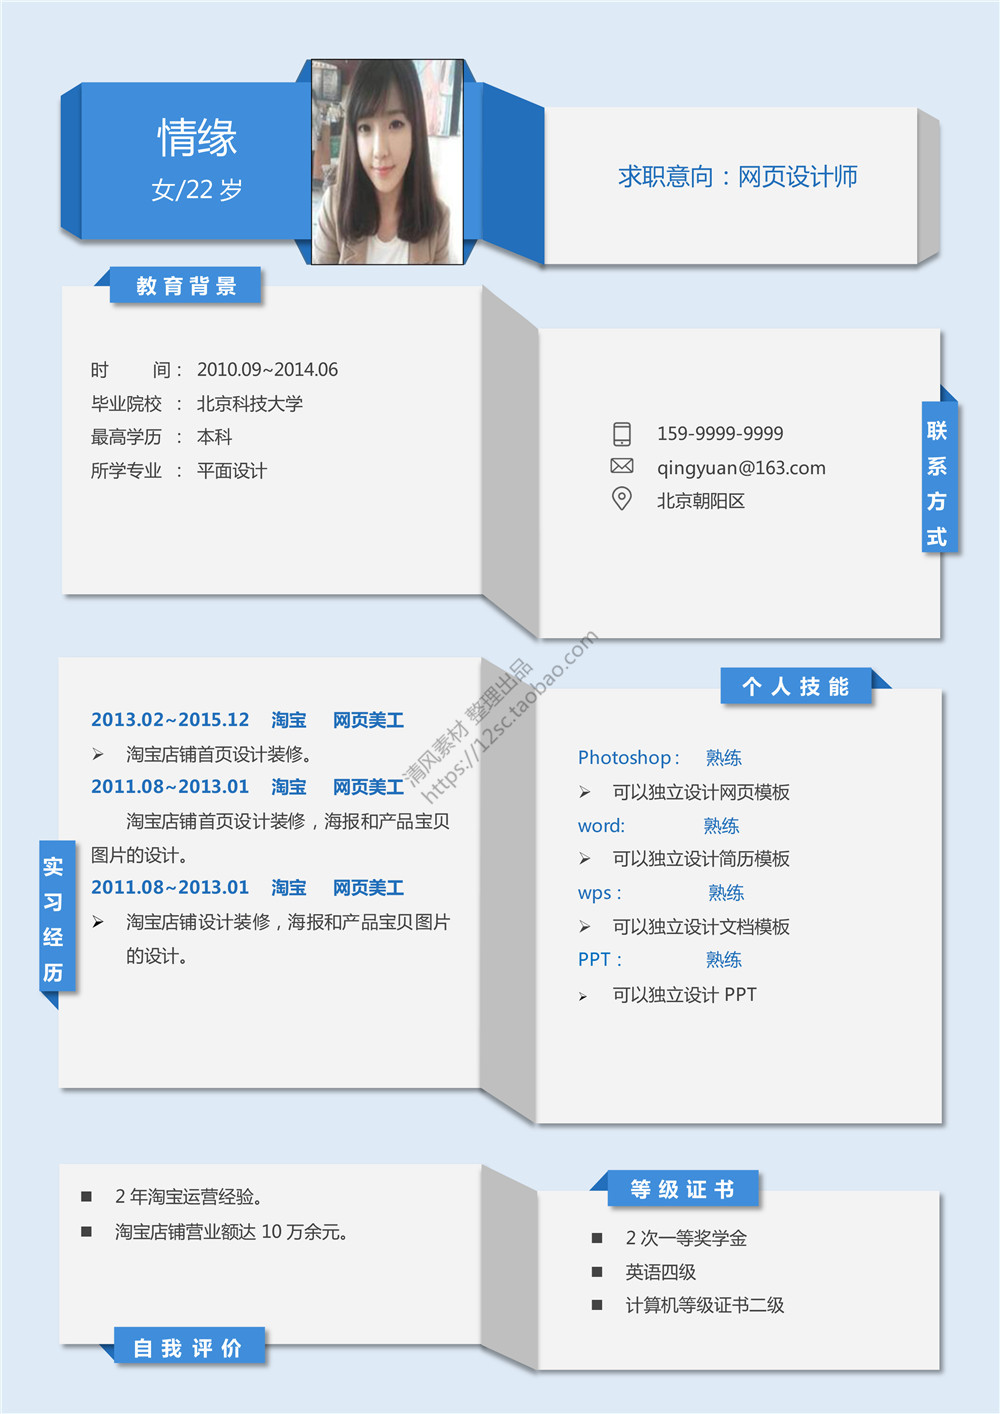 情缘
女/22 岁
求职意向：网页设计师
教育背景
时 间： 2010.09~2014.06
毕业院校 ： 北京科技大学
最高学历 ： 本科
所学专业 ： 平面设计
159-9999-9999
qingyuan@163.com
北京朝阳区
联系方式
实习经历
2013.02~2015.12 淘宝 网页美工
➢ 淘宝店铺首页设计装修。
2011.08~2013.01 淘宝 网页美工
淘宝店铺首页设计装修，海报和产品宝贝
图片的设计。
2011.08~2013.01 淘宝 网页美工
➢ 淘宝店铺设计装修，海报和产品宝贝图片
的设计。
个人技能
Photoshop： 熟练
➢ 可以独立设计网页模板
word: 熟练
➢ 可以独立设计简历模板
wps： 熟练
➢ 可以独立设计文档模板
PPT： 熟练
➢ 可以独立设计 PPT
清风素材 整理出品
https://12sc.taobao.com
■ 2 年淘宝运营经验。
■ 淘宝店铺营业额达 10 万余元。
自我评价
等级证书
■ 2 次一等奖学金
■ 英语四级
■ 计算机等级证书二级